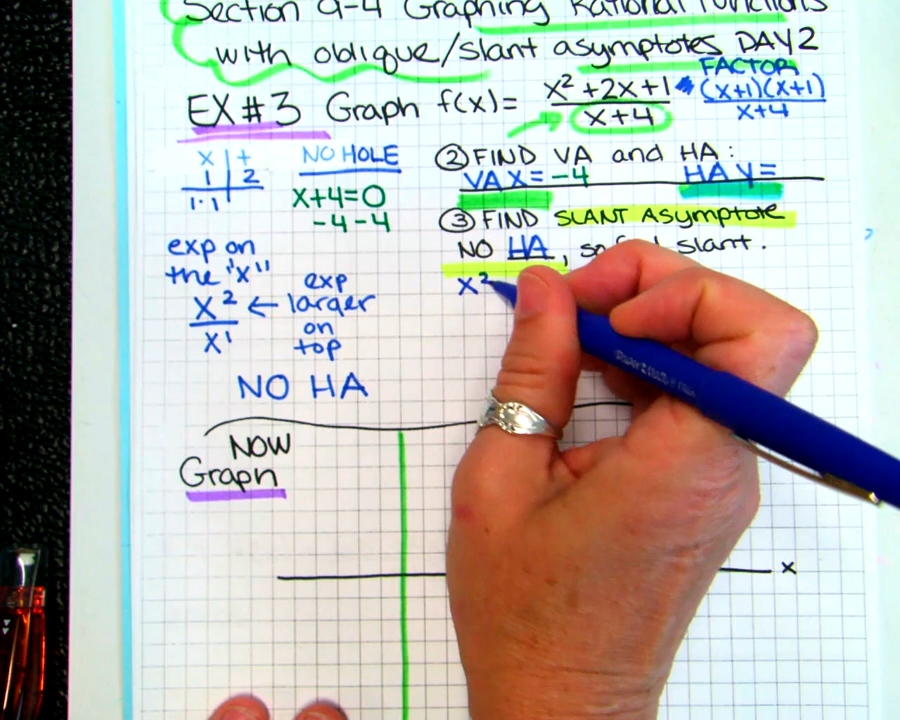 Section 9-4 Graphing Rational Functions
with oblique/slant asymptotes DAY 2
EX #3 Graph f(x) = x² + 2x + 1 / x + 4
FACTOR
(x+1)(x+1) / x+4
x | +
1 | 2
1·1
NO HOLE
x+4=0
-4 -4
② FIND VA and HA:
VA x = -4 HA y =
③ FIND SLANT Asymptote
NO HA, so slant.
x²
exp on
the "x"
x² ← exp larger on top
x¹
NO HA
NOW
Graph
x